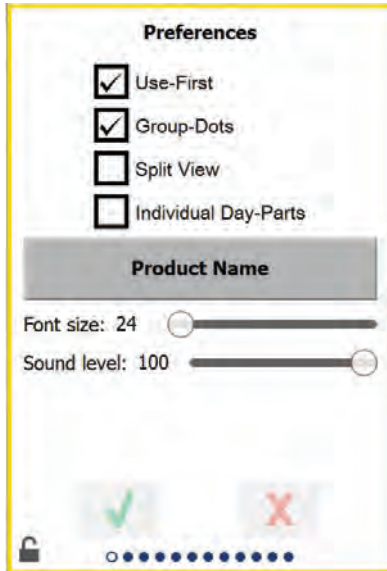 Preferences
Use-First
Group-Dots
Split View
Individual Day-Parts
Product Name
Font size: 24
Sound level: 100